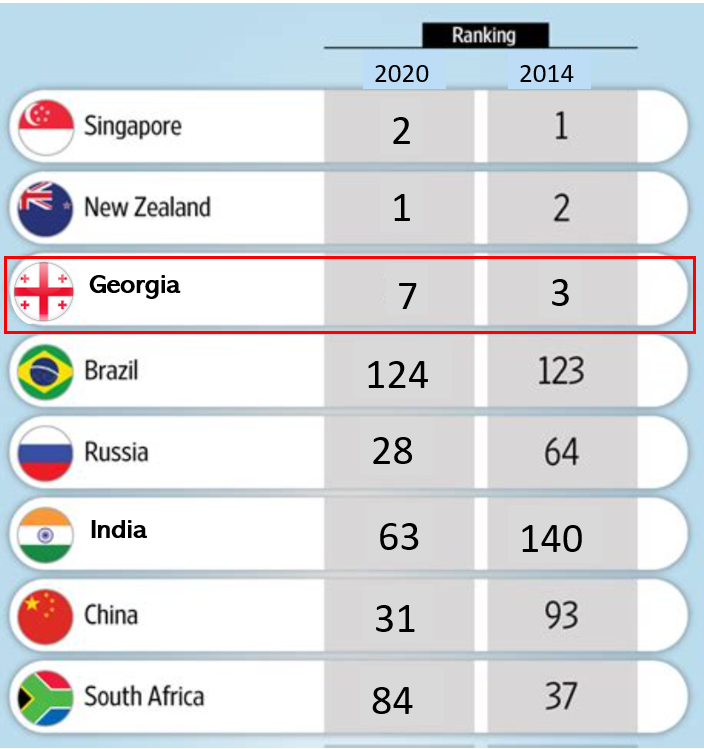 Ranking
2020 2014
Singapore 2 1
New Zealand 1 2
Georgia 7 3
Brazil 124 123
Russia 28 64
India 63 140
China 31 93
South Africa 84 37